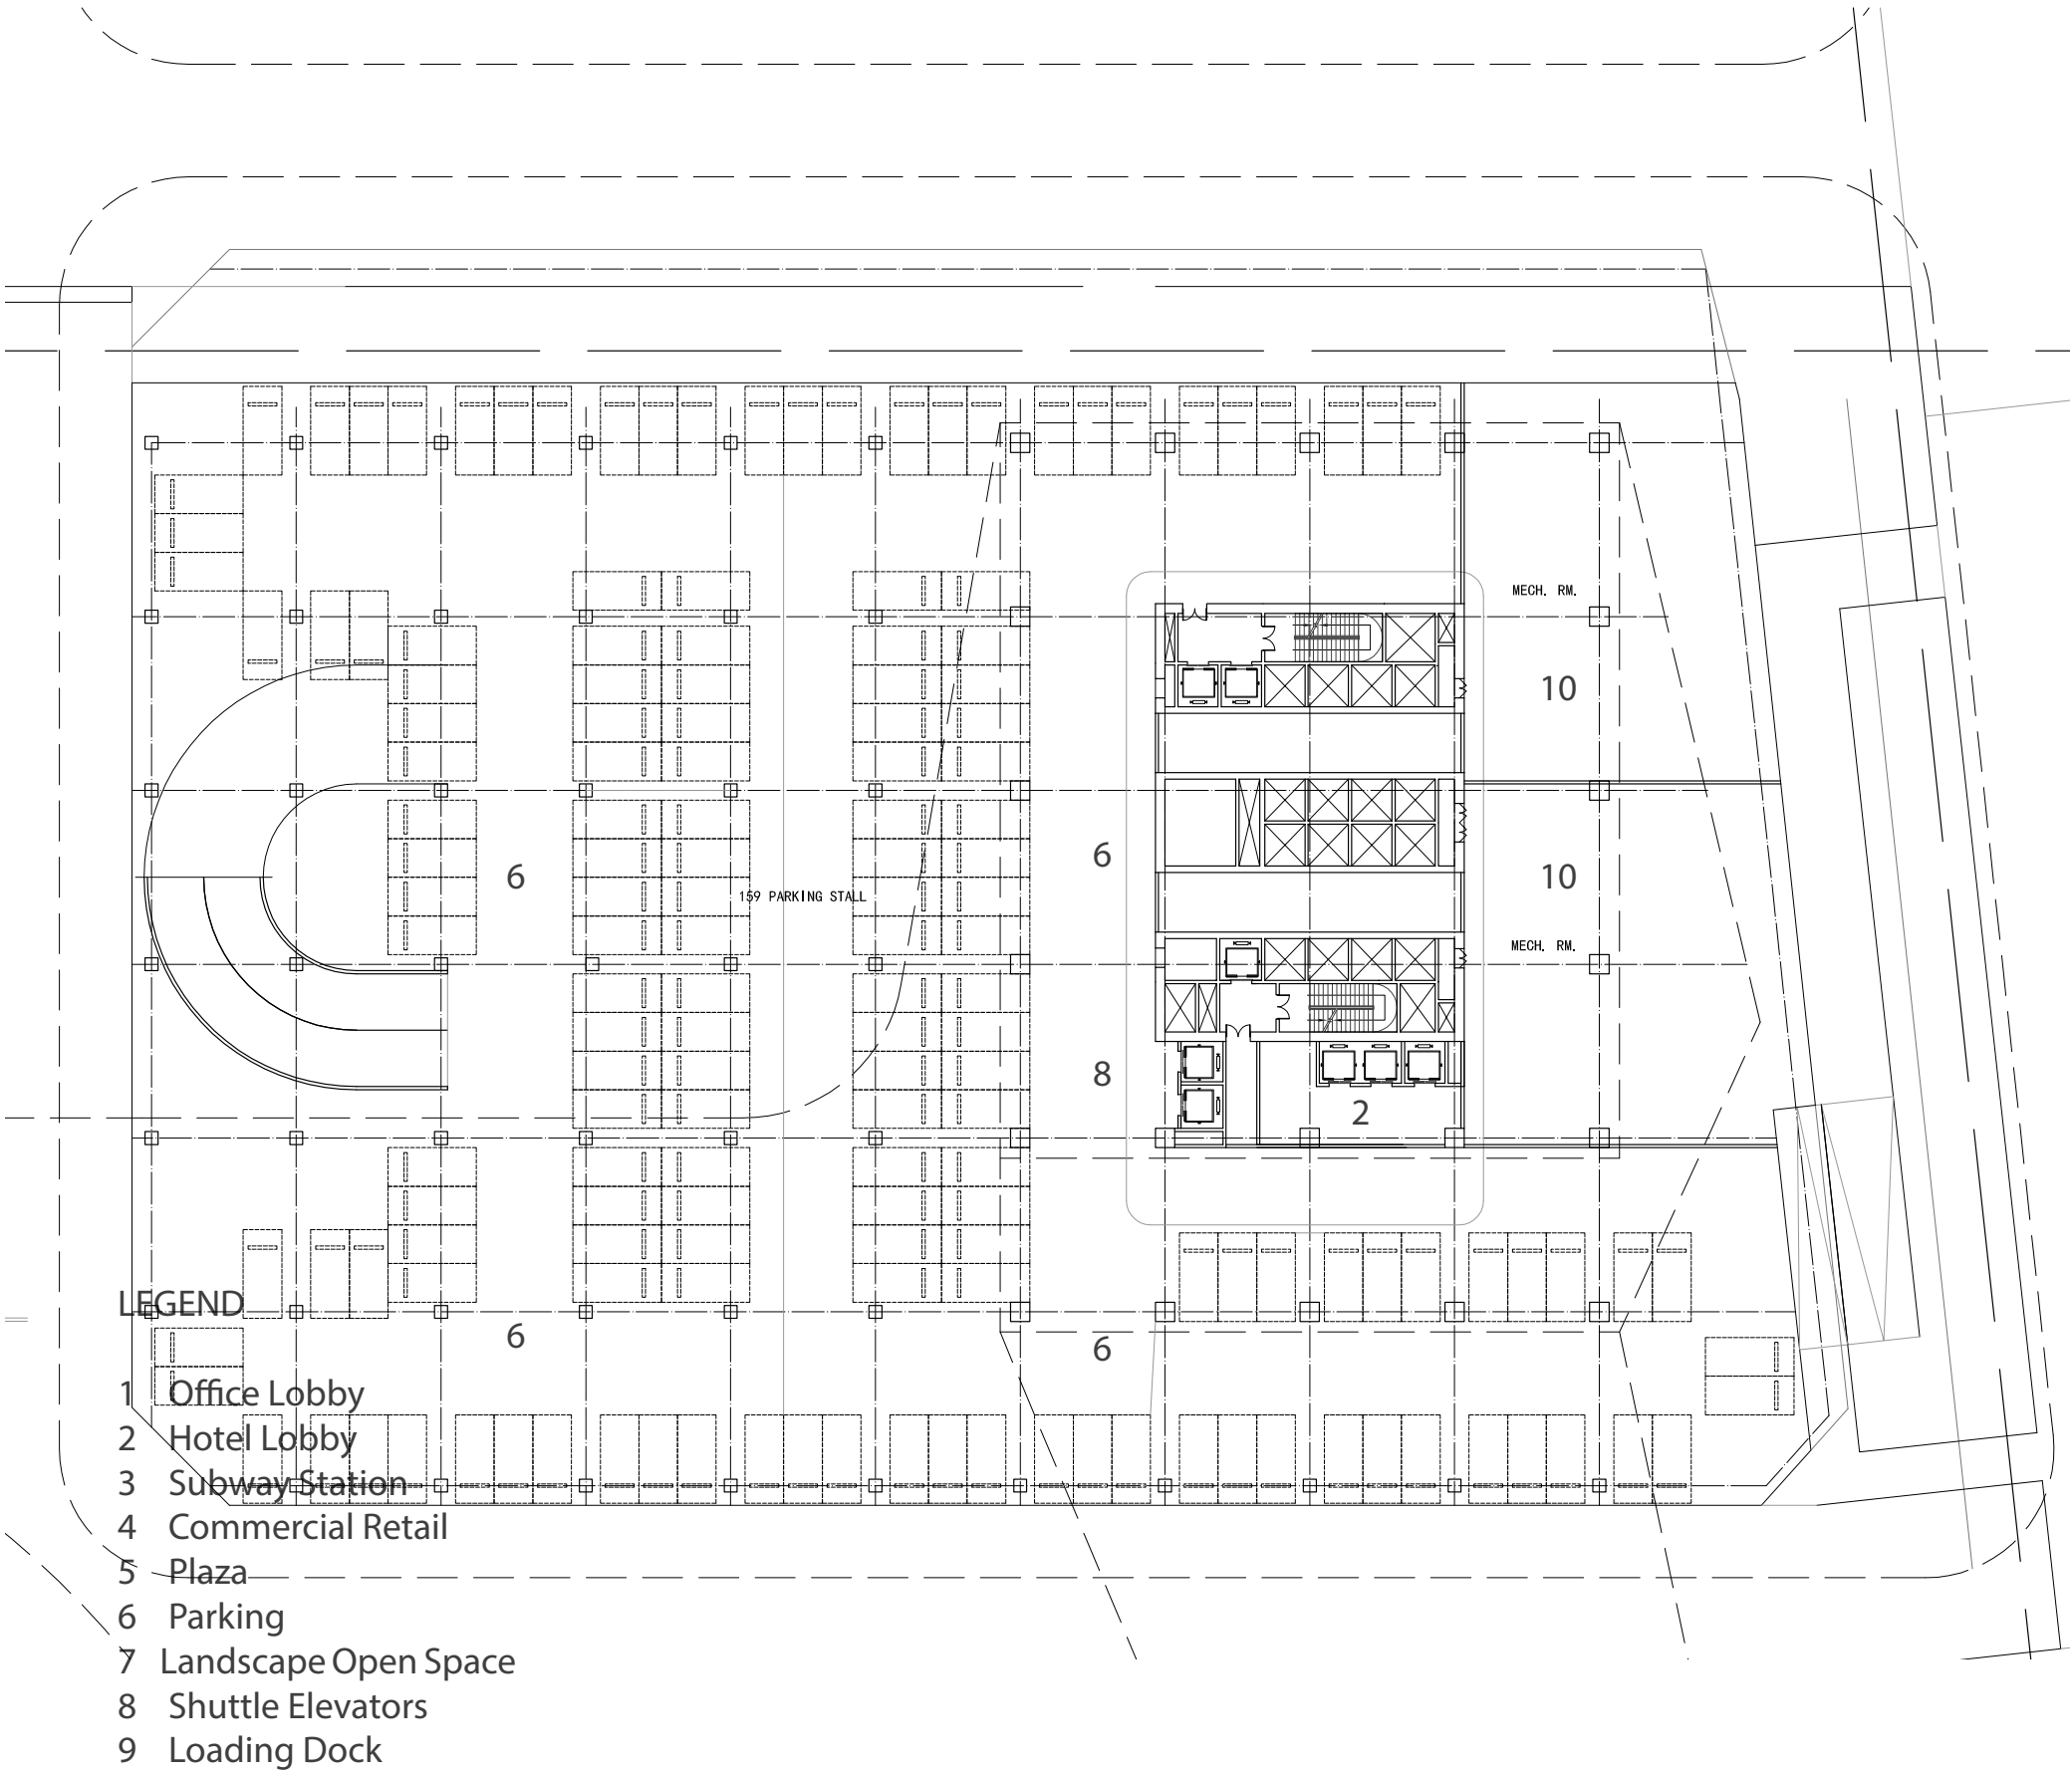 MECH. RM.
10
6
6
10
159 PARKING STALL
MECH. RM.
8
2
LEGEND
6
6
1 Office Lobby
2 Hotel Lobby
3 Subway Station
4 Commercial Retail
5 Plaza
6 Parking
7 Landscape Open Space
8 Shuttle Elevators
9 Loading Dock